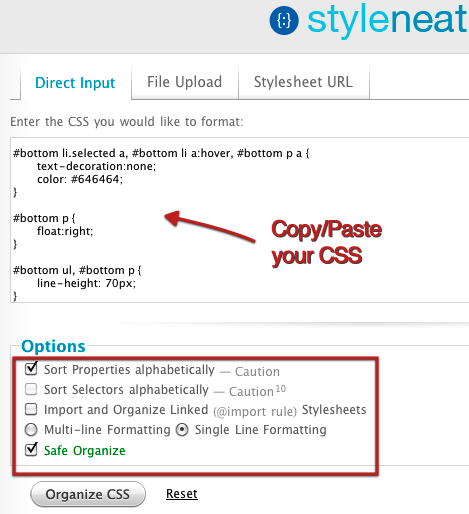 {:} styleneat
Direct Input File Upload Stylesheet URL
Enter the CSS you would like to format:
#bottom li.selected a, #bottom li a:hover, #bottom p a {
text-decoration:none;
color: #646464;
}
#bottom p {
float:right;
}
#bottom ul, #bottom p {
line-height: 70px;
}
Copy/Paste
your CSS
Options
Sort Properties alphabetically — Caution
Sort Selectors alphabetically — Caution10
Import and Organize Linked (@import rule) Stylesheets
Multi-line Formatting Single Line Formatting
Safe Organize
Organize CSS Reset